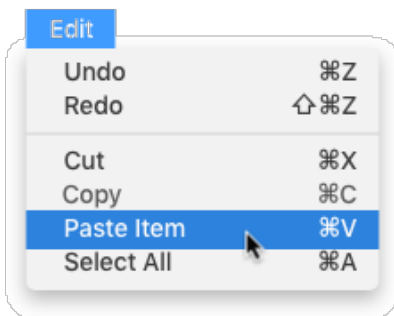 Edit
Undo ⌘Z
Redo ⇧⌘Z
Cut ⌘X
Copy ⌘C
Paste Item ⌘V
Select All ⌘A